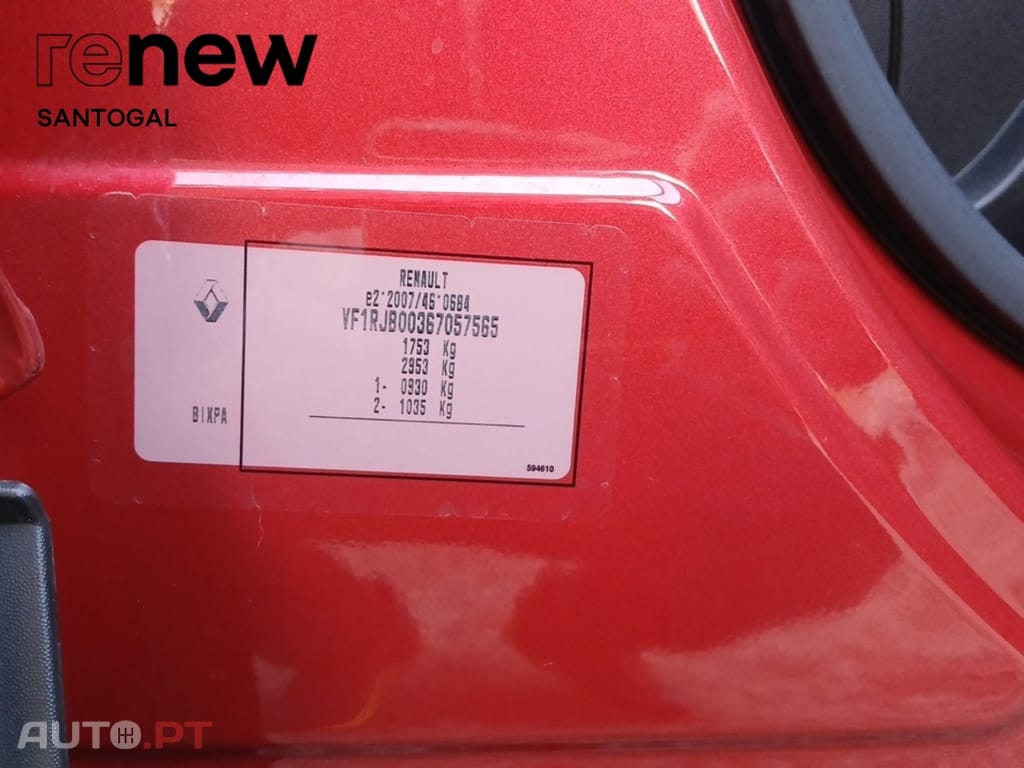 renew
SANTOGAL
RENAULT
e2*2007/46*0684
VF1RJB00367057565
1753 Kg
2953 Kg
1- 0930 Kg
2- 1035 Kg
BIXPA
594610
AUTO.PT